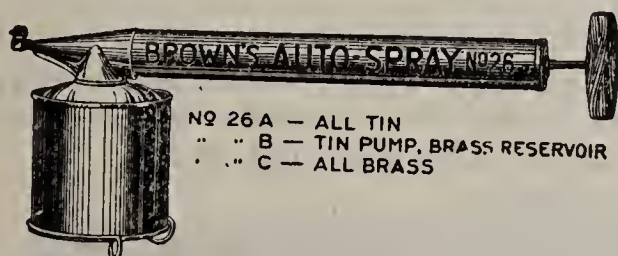 BROWN'S AUTO-SPRAY Nº 26
Nº 26 A — ALL TIN
" " B — TIN PUMP, BRASS RESERVOIR
" " C — ALL BRASS